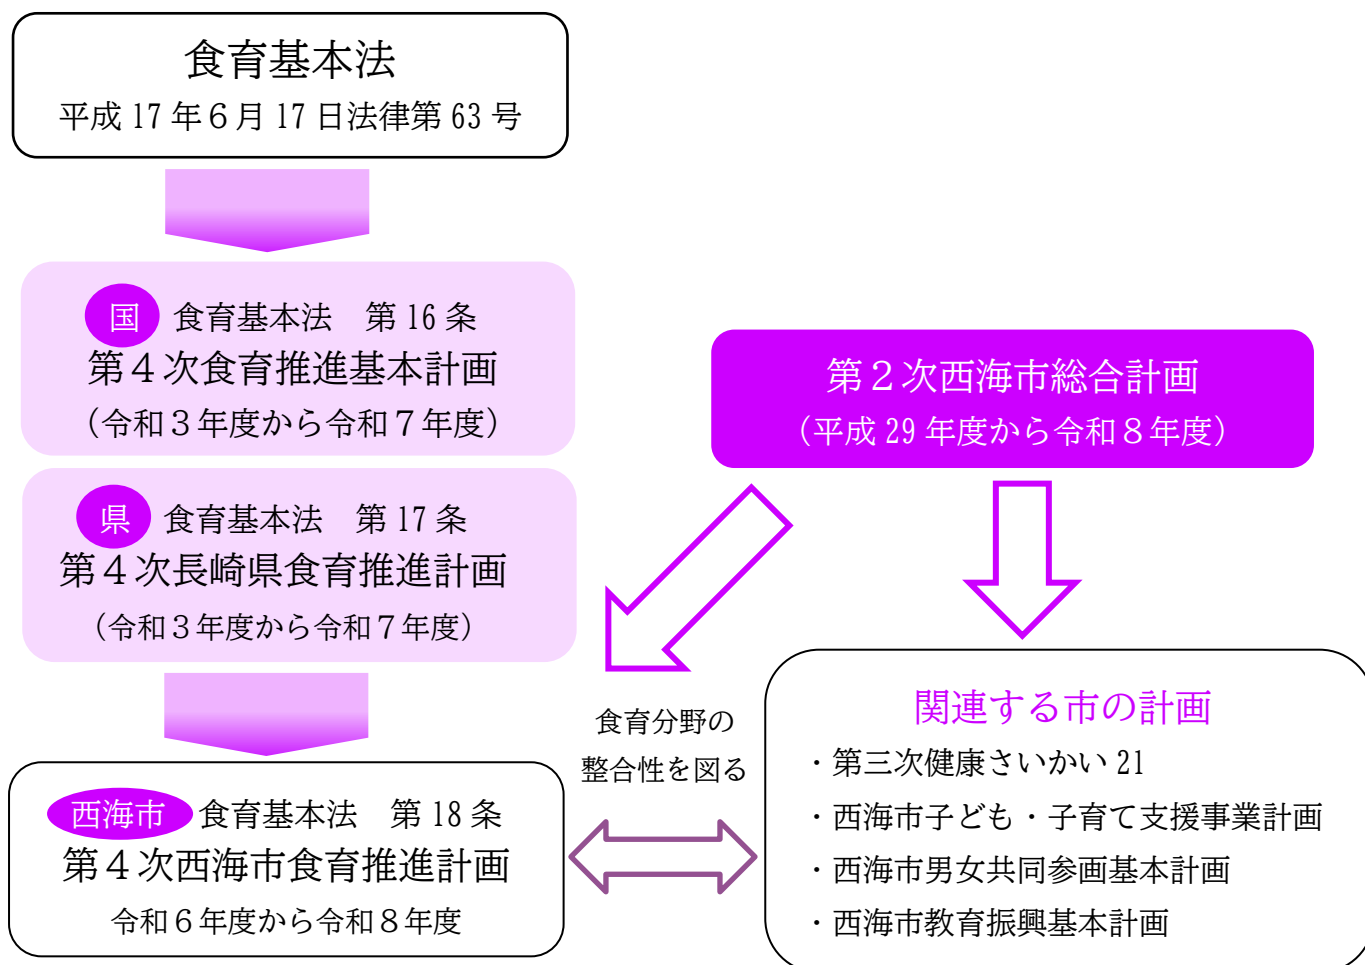 食育基本法
平成 17 年６月 17 日法律第 63 号
国 食育基本法　第 16 条
第４次食育推進基本計画
（令和３年度から令和７年度）
県 食育基本法　第 17 条
第４次長崎県食育推進計画
（令和３年度から令和７年度）
西海市 食育基本法　第 18 条
第４次西海市食育推進計画
令和６年度から令和８年度
第２次西海市総合計画
（平成 29 年度から令和８年度）
食育分野の
整合性を図る
関連する市の計画
・第三次健康さいかい 21
・西海市子ども・子育て支援事業計画
・西海市男女共同参画基本計画
・西海市教育振興基本計画